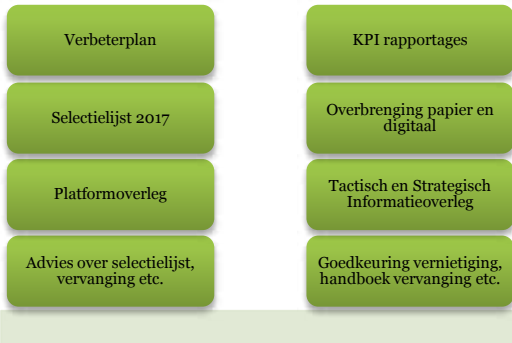 Verbeterplan
Selectielijst 2017
Platformoverleg
Advies over selectielijst,
vervanging etc.
KPI rapportages
Overbrenging papier en
digitaal
Tactisch en Strategisch
Informatieoverleg
Goedkeuring vernietiging,
handboek vervanging etc.